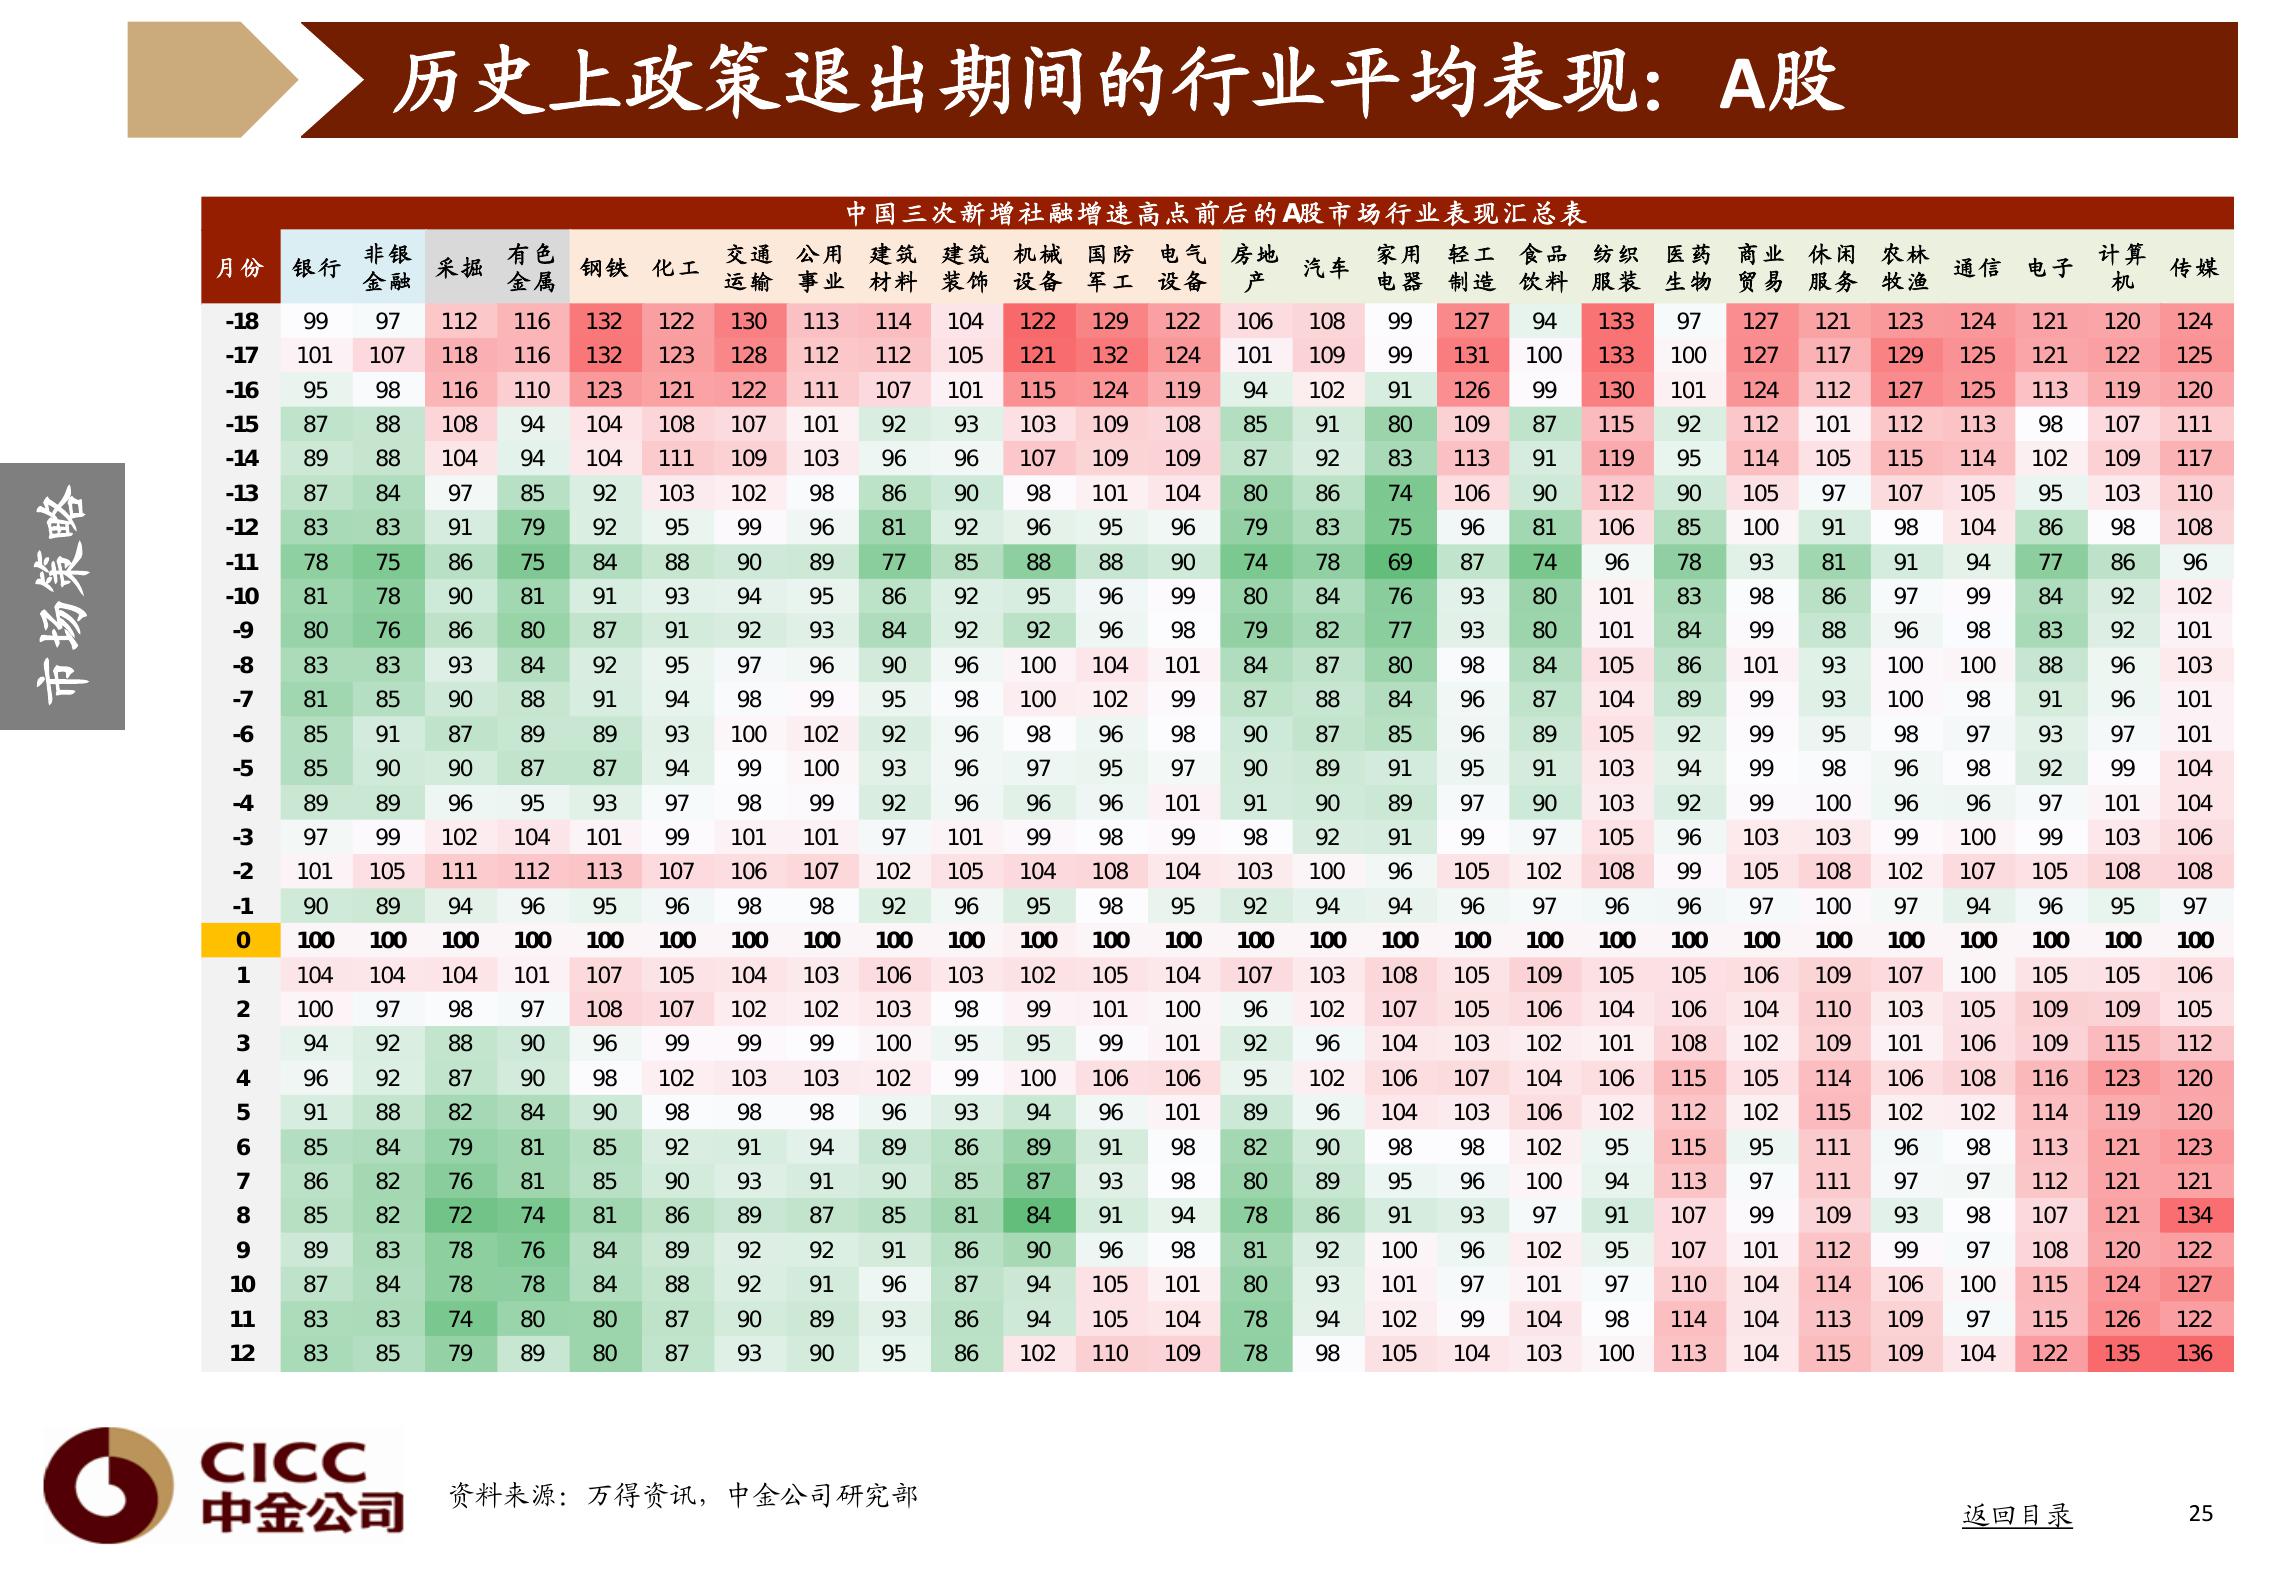 历史上政策退出期间的行业平均表现：A股
市场策略
中国三次新增社融增速高点前后的A股市场行业表现汇总表
月份 银行 非银金融 采掘 有色金属 钢铁 化工 交通运输 公用事业 建筑材料 建筑装饰 机械设备 国防军工 电气设备 房地产 汽车 家用电器 轻工制造 食品饮料 纺织服装 医药生物 商业贸易 休闲服务 农林牧渔 通信 电子 计算机 传媒
-18 99 97 112 116 132 122 130 113 114 104 122 129 122 106 108 99 127 94 133 97 127 121 123 124 121 120 124
-17 101 107 118 116 132 123 128 112 112 105 121 132 124 101 109 99 131 100 133 100 127 117 129 125 121 122 125
-16 95 98 116 110 123 121 122 111 107 101 115 124 119 94 102 91 126 99 130 101 124 112 127 125 113 119 120
-15 87 88 108 94 104 108 107 101 92 93 103 109 108 85 91 80 109 87 115 92 112 101 112 113 98 107 111
-14 89 88 104 94 104 111 109 103 96 96 107 109 109 87 92 83 113 91 119 95 114 105 115 114 102 109 117
-13 87 84 97 85 92 103 102 98 86 90 98 101 104 80 86 74 106 90 112 90 105 97 107 105 95 103 110
-12 83 83 91 79 92 95 99 96 81 92 96 95 96 79 83 75 96 81 106 85 100 91 98 104 86 98 108
-11 78 75 86 75 84 88 90 89 77 85 88 88 90 74 78 69 87 74 96 78 93 81 91 94 77 86 96
-10 81 78 90 81 91 93 94 95 86 92 95 96 99 80 84 76 93 80 101 83 98 86 97 99 84 92 102
-9 80 76 86 80 87 91 92 93 84 92 92 96 98 79 82 77 93 80 101 84 99 88 96 98 83 92 101
-8 83 83 93 84 92 95 97 96 90 96 100 104 101 84 87 80 98 84 105 86 101 93 100 100 88 96 103
-7 81 85 90 88 91 94 98 99 95 98 100 102 99 87 88 84 96 87 104 89 99 93 100 98 91 96 101
-6 85 91 87 89 89 93 100 102 92 96 98 96 98 90 87 85 96 89 105 92 99 95 98 97 93 97 101
-5 85 90 90 87 87 94 99 100 93 96 97 95 97 90 89 91 95 91 103 94 99 98 96 98 92 99 104
-4 89 89 96 95 93 97 98 99 92 96 96 96 101 91 90 89 97 90 103 92 99 100 96 96 97 101 104
-3 97 99 102 104 101 99 101 101 97 101 99 98 99 98 92 91 99 97 105 96 103 103 99 100 99 103 106
-2 101 105 111 112 113 107 106 107 102 105 104 108 104 103 100 96 105 102 108 99 105 108 102 107 105 108 108
-1 90 89 94 96 95 96 98 98 92 96 95 98 95 92 94 94 96 97 96 96 97 100 97 94 96 95 97
0 100 100 100 100 100 100 100 100 100 100 100 100 100 100 100 100 100 100 100 100 100 100 100 100 100 100 100
1 104 104 104 101 107 105 104 103 106 103 102 105 104 107 103 108 105 109 105 105 106 109 107 100 105 105 106
2 100 97 98 97 108 107 102 102 103 98 99 101 100 96 102 107 105 106 104 106 104 110 103 105 109 109 105
3 94 92 88 90 96 99 99 99 100 95 95 99 101 92 96 104 103 102 101 108 102 109 101 106 109 115 112
4 96 92 87 90 98 102 103 103 102 99 100 106 106 95 102 106 107 104 106 115 105 114 106 108 116 123 120
5 91 88 82 84 90 98 98 98 96 93 94 96 101 89 96 104 103 106 102 112 102 115 102 102 114 119 120
6 85 84 79 81 85 92 91 94 89 86 89 91 98 82 90 98 98 102 95 115 95 111 96 98 113 121 123
7 86 82 76 81 85 90 93 91 90 85 87 93 98 80 89 95 96 100 94 113 97 111 97 97 112 121 121
8 85 82 72 74 81 86 89 87 85 81 84 91 94 78 86 91 93 97 91 107 99 109 93 98 107 121 134
9 89 83 78 76 84 89 92 92 91 86 90 96 98 81 92 100 96 102 95 107 101 112 99 97 108 120 122
10 87 84 78 78 84 88 92 91 96 87 94 105 101 80 93 101 97 101 97 110 104 114 106 100 115 124 127
11 83 83 74 80 80 87 90 89 93 86 94 105 104 78 94 102 99 104 98 114 104 113 109 97 115 126 122
12 83 85 79 89 80 87 93 90 95 86 102 110 109 78 98 105 104 103 100 113 104 115 109 104 122 135 136
CICC
中金公司
资料来源：万得资讯，中金公司研究部
返回目录 25